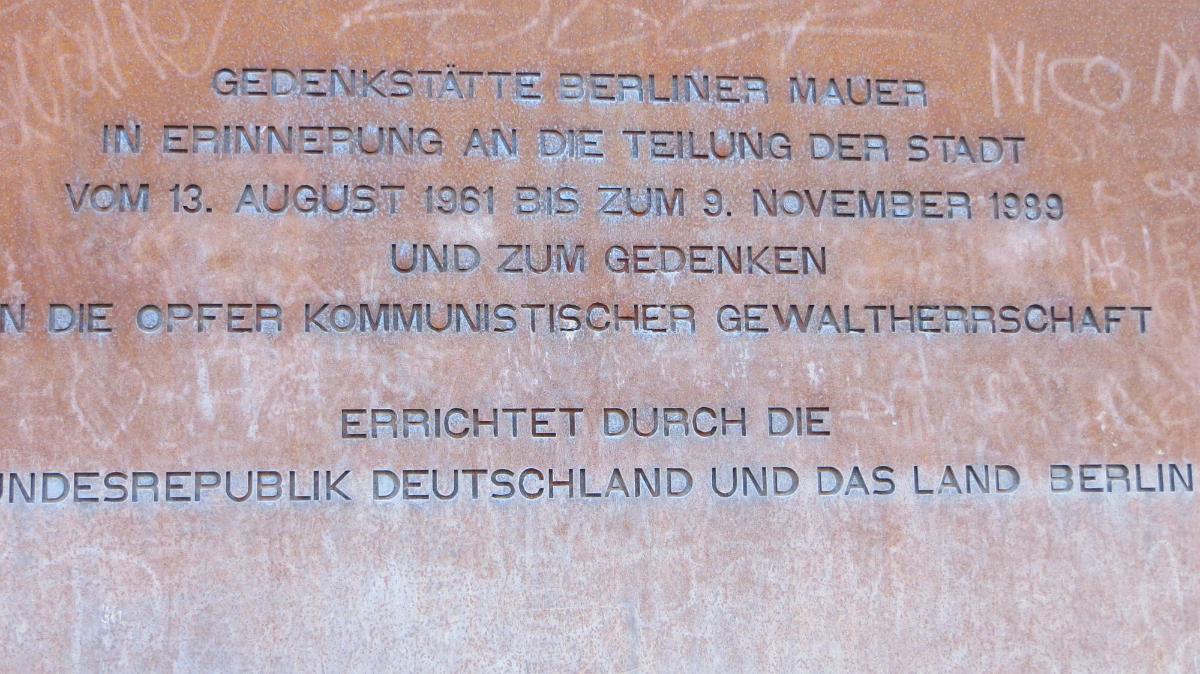 GEDENKSTÄTTE BERLINER MAUER
NICO
IN ERINNERUNG AN DIE TEILUNG DER STADT
VOM 13. AUGUST 1961 BIS ZUM 9. NOVEMBER 1989
UND ZUM GEDENKEN
N DIE OPFER KOMMUNISTISCHER GEWALTHERRSCHAFT
ERRICHTET DURCH DIE
UNDESREPUBLIK DEUTSCHLAND UND DAS LAND BERLIN